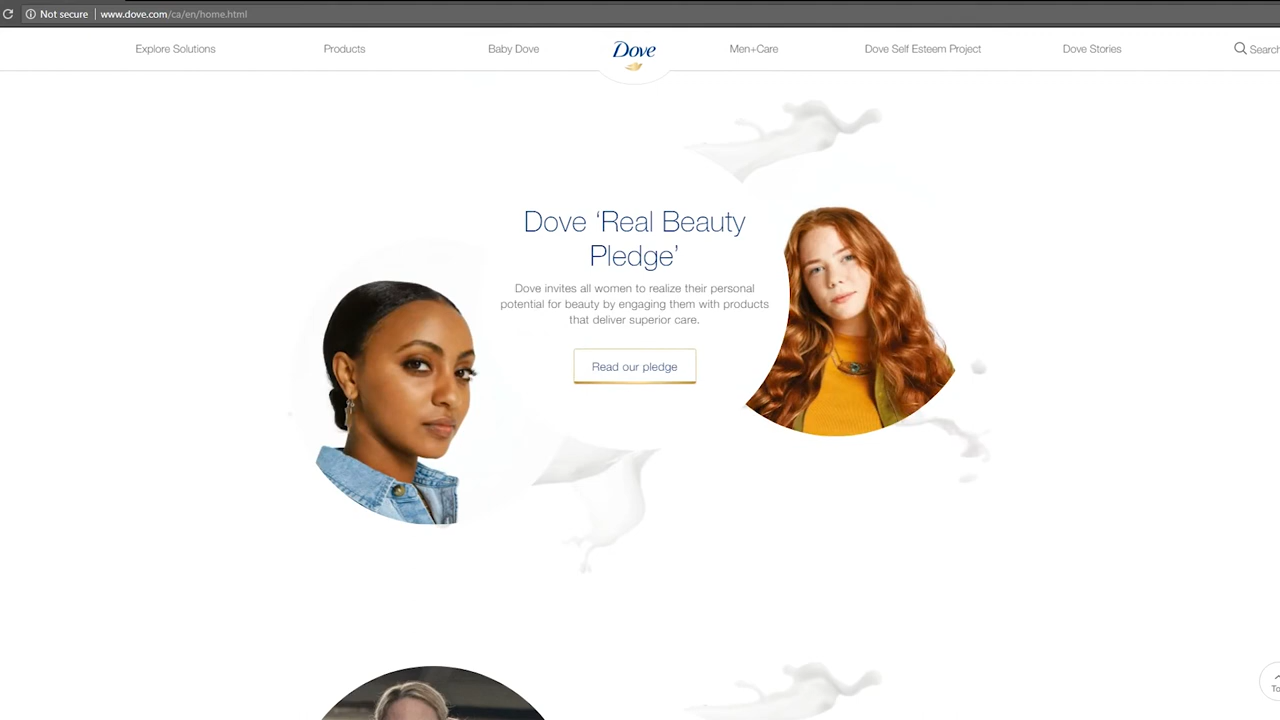 Not secure www.dove.com/ca/en/home.html
Explore Solutions Products Baby Dove Dove Men+Care Dove Self Esteem Project Dove Stories Search
Dove ‘Real Beauty
Pledge’
Dove invites all women to realize their personal
potential for beauty by engaging them with products
that deliver superior care.
Read our pledge
To